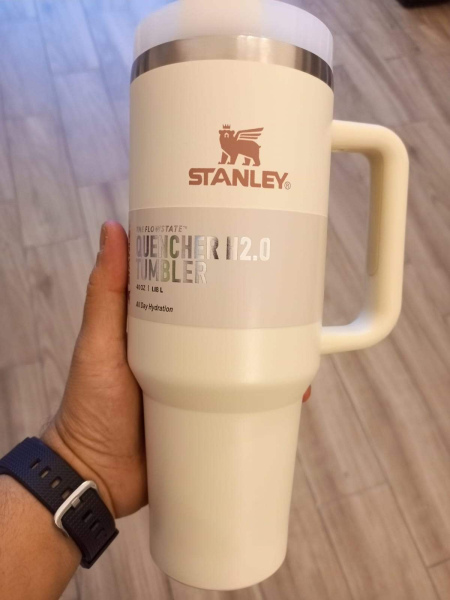 STANLEY®
THE FLOWSTATE™
QUENCHER H2.0
TUMBLER
40 OZ | 1.18 L
All Day Hydration